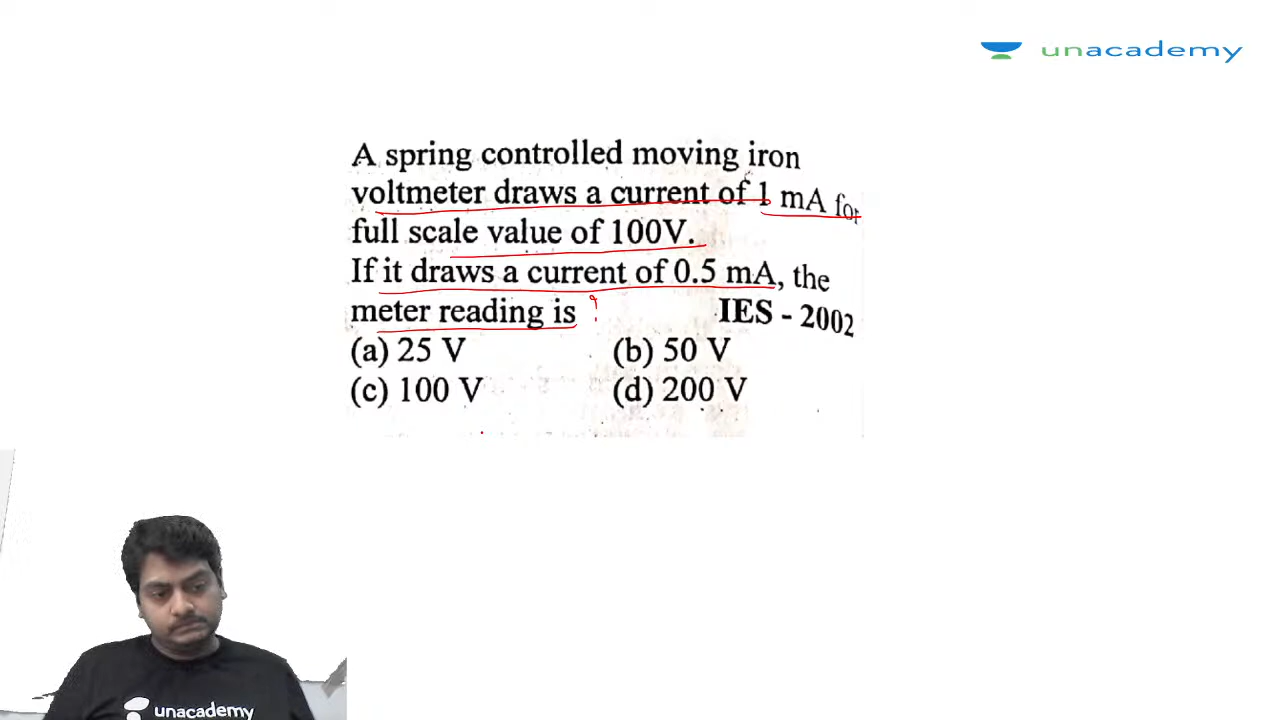 unacademy
A spring controlled moving iron
voltmeter draws a current of 1 mA for
full scale value of 100V.
If it draws a current of 0.5 mA, the
meter reading is ?
IES - 2002
(a) 25 V (b) 50 V
(c) 100 V (d) 200 V
unacademy